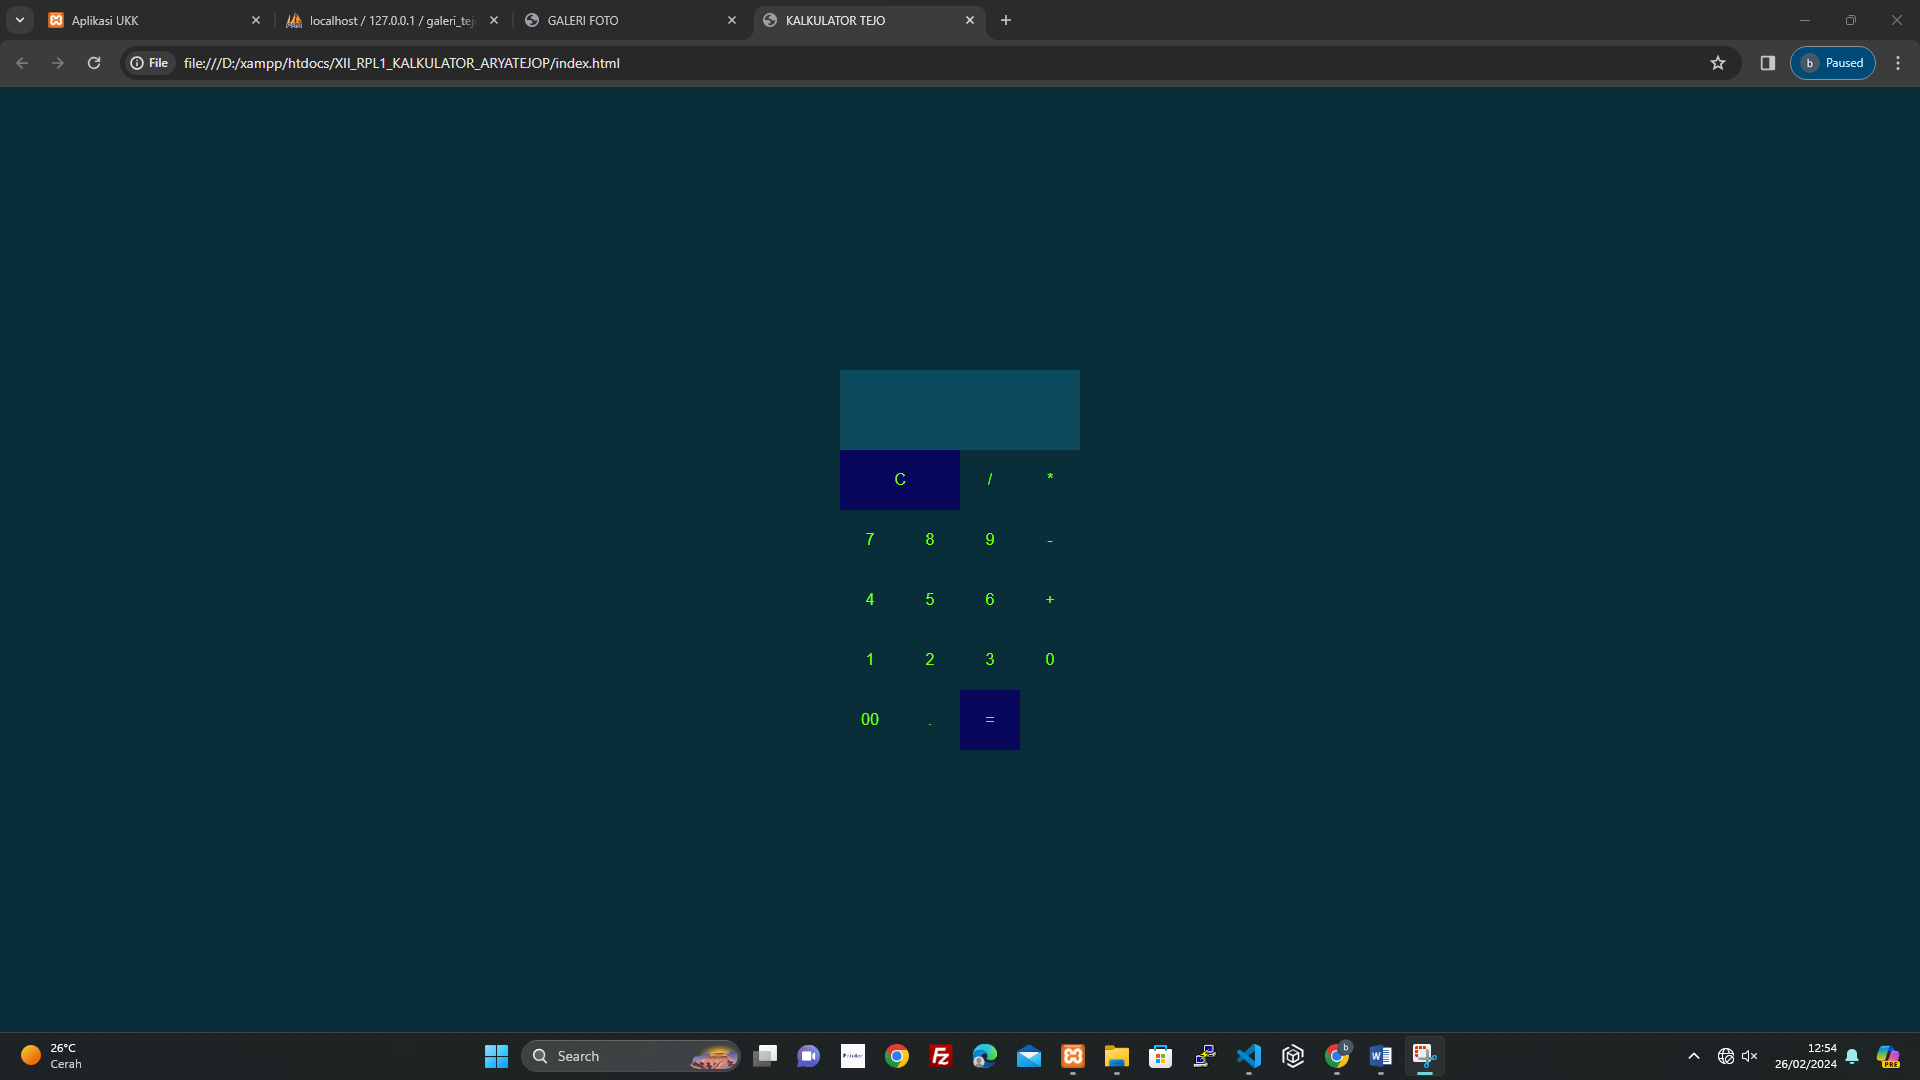 Aplikasi UKK
localhost / 127.0.0.1 / galeri_tej
GALERI FOTO
KALKULATOR TEJO
File
file:///D:/xampp/htdocs/XII_RPL1_KALKULATOR_ARYATEJOP/index.html
b Paused
C / *
7 8 9 -
4 5 6 +
1 2 3 0
00 . =
26°C
Cerah
Search
Fz
b
12:54
26/02/2024
PRE